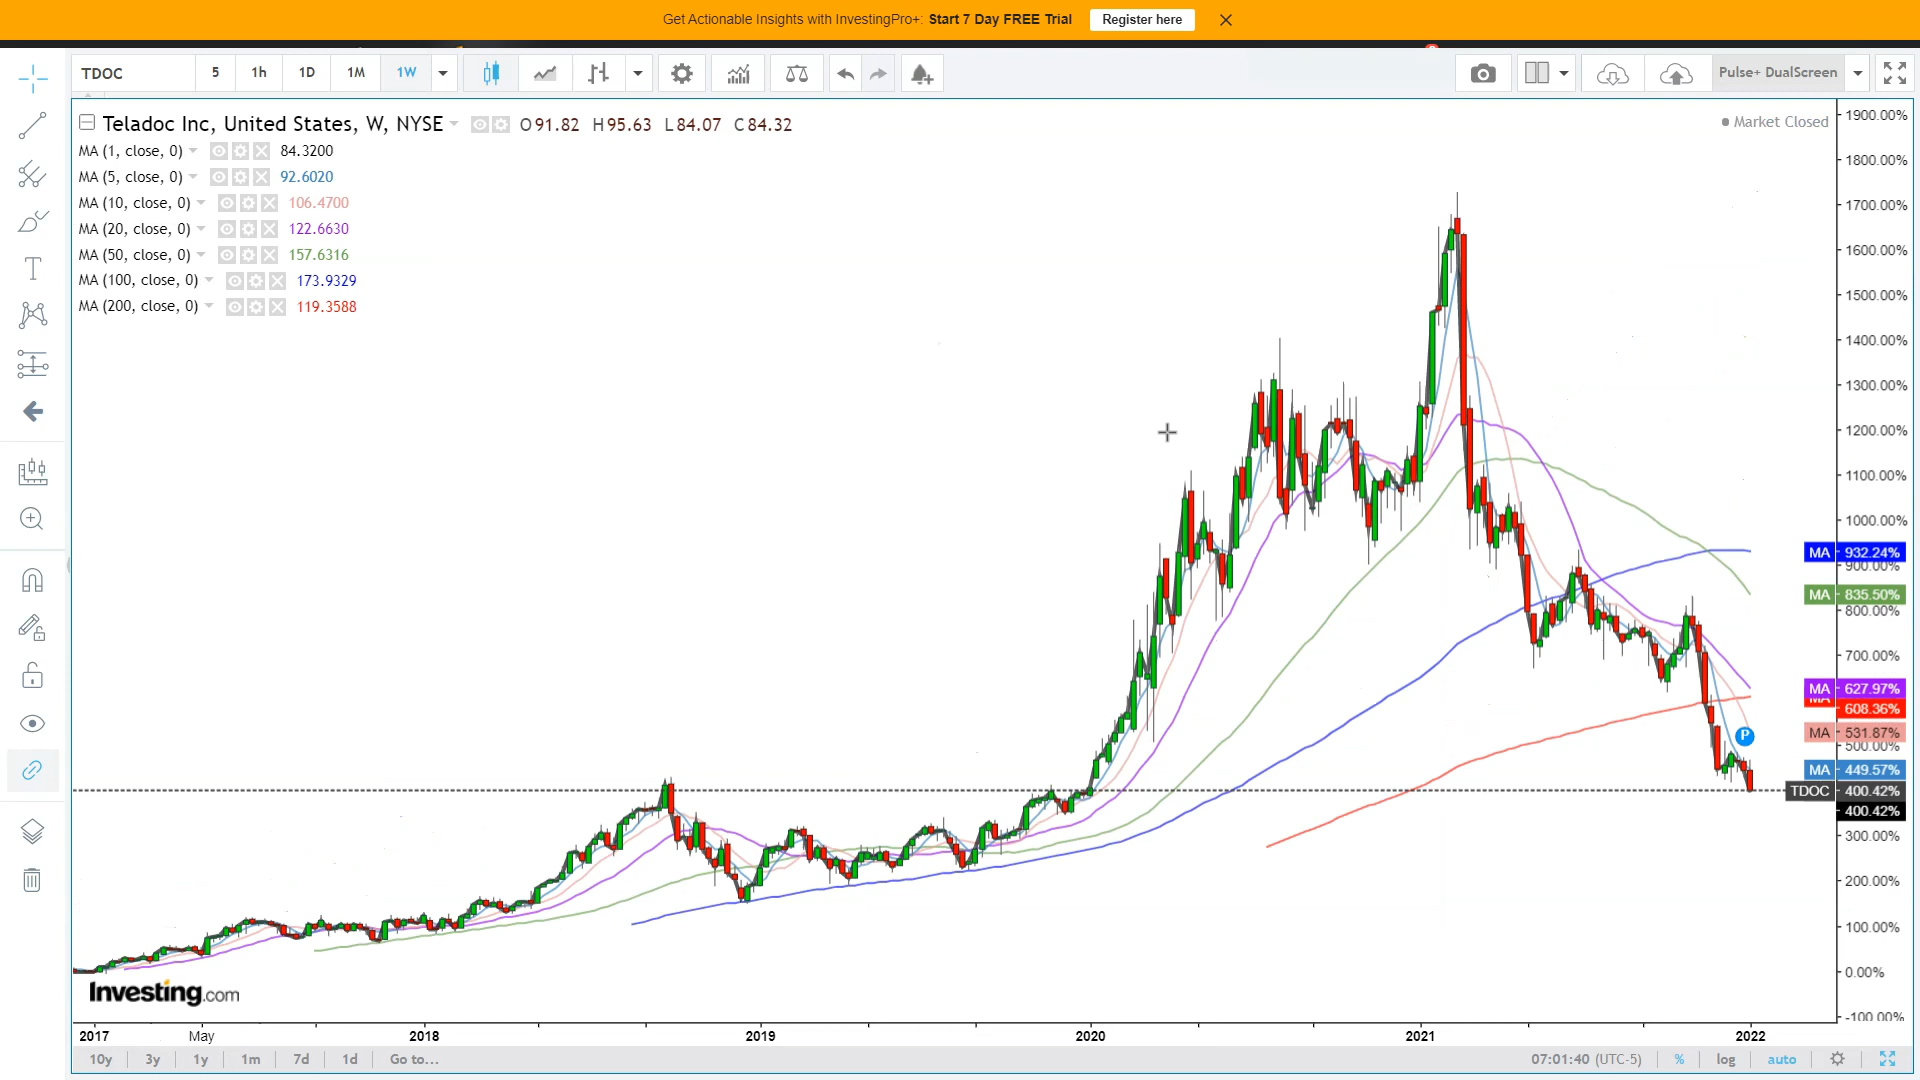 Get Actionable Insights with InvestingPro+: Start 7 Day FREE Trial Register here
TDOC 5 1h 1D 1M 1W Pulse+ DualScreen
Teladoc Inc, United States, W, NYSE O91.82 H95.63 L84.07 C84.32
Market Closed
MA (1, close, 0) 84.3200
MA (5, close, 0) 92.6020
MA (10, close, 0) 106.4700
MA (20, close, 0) 122.6630
MA (50, close, 0) 157.6316
MA (100, close, 0) 173.9329
MA (200, close, 0) 119.3588
1900.00%
1800.00%
1700.00%
1600.00%
1500.00%
1400.00%
1300.00%
1200.00%
1100.00%
1000.00%
MA 932.24%
900.00%
MA 835.50%
800.00%
700.00%
MA 627.97%
MA 608.36%
MA 531.87%
P
500.00%
MA 449.57%
TDOC 400.42%
400.42%
300.00%
200.00%
100.00%
0.00%
-100.00%
Investing.com
2017 May 2018 2019 2020 2021 2022
10y 3y 1y 1m 7d 1d Go to... 07:01:40 (UTC-5) % log auto